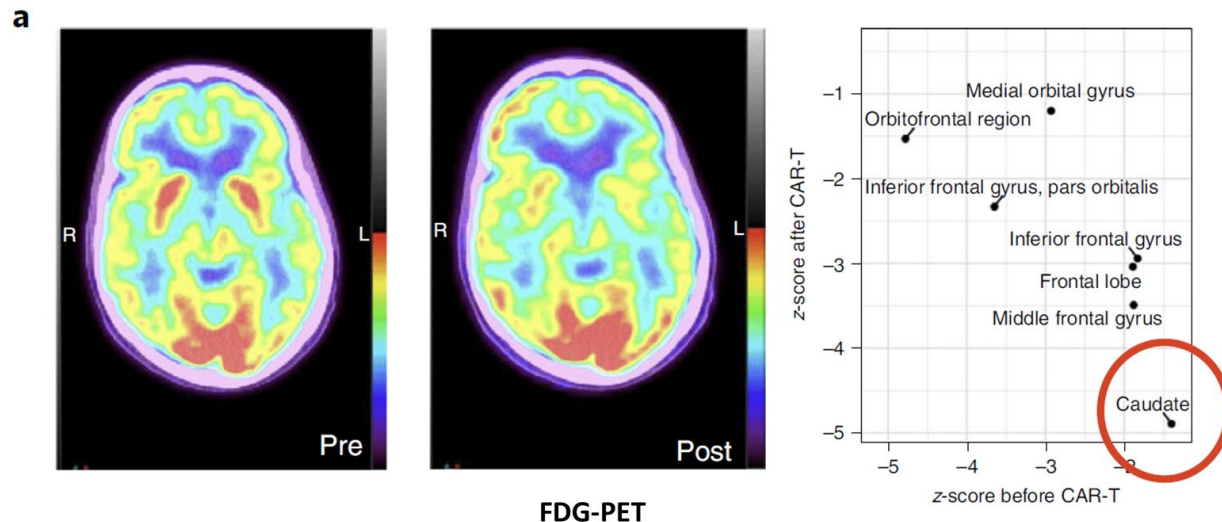 a
R
L
Pre
R
L
Post
FDG-PET
z-score after CAR-T
–1
–2
–3
–4
–5
Medial orbital gyrus
Orbitofrontal region
Inferior frontal gyrus, pars orbitalis
Inferior frontal gyrus
Frontal lobe
Middle frontal gyrus
Caudate
–5 –4 –3 –2
z-score before CAR-T